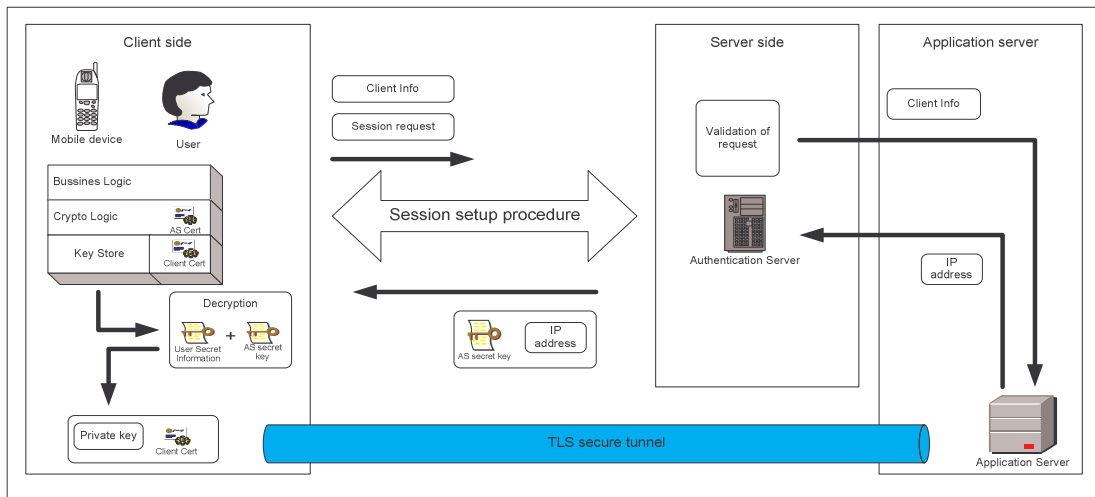 Client side
Mobile device
User
Bussines Logic
Crypto Logic
AS Cert
Key Store
Client Cert
Decryption
User Secret
Information
+
AS secret
key
Private key
Client Cert
Client Info
Session request
Session setup procedure
AS secret key
IP
address
TLS secure tunnel
Server side
Validation of
request
Authentication Server
Application server
Client Info
IP
address
Application Server